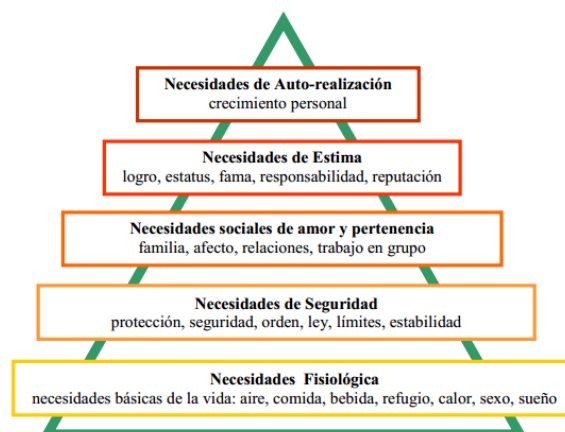 Necesidades de Auto-realización
crecimiento personal
Necesidades de Estima
logro, estatus, fama, responsabilidad, reputación
Necesidades sociales de amor y pertenencia
familia, afecto, relaciones, trabajo en grupo
Necesidades de Seguridad
protección, seguridad, orden, ley, límites, estabilidad
Necesidades Fisiológica
necesidades básicas de la vida: aire, comida, bebida, refugio, calor, sexo, sueño